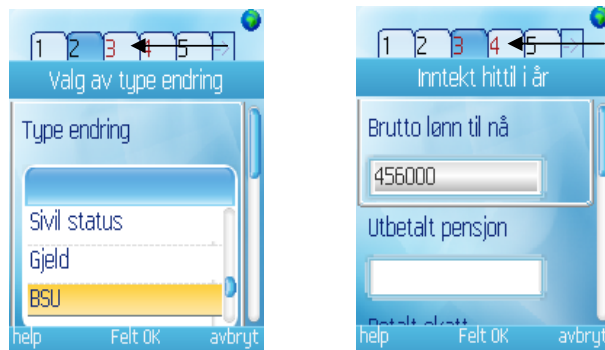 1 2 3 4 5
Valg av type endring
Type endring
Sivil status
Gjeld
BSU
help Felt OK avbryt
1 2 3 4 5
Inntekt hittil i år
Brutto lønn til nå
456000
Utbetalt pensjon
help Felt OK avbryt